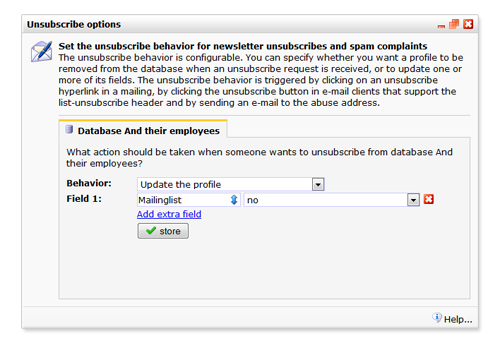 Unsubscribe options
Set the unsubscribe behavior for newsletter unsubscribes and spam complaints
The unsubscribe behavior is configurable. You can specify whether you want a profile to be
removed from the database when an unsubscribe request is received, or to update one or
more of its fields. The unsubscribe behavior is triggered by clicking on an unsubscribe
hyperlink in a mailing, by clicking the unsubscribe button in e-mail clients that support the
list-unsubscribe header and by sending an e-mail to the abuse address.
Database And their employees
What action should be taken when someone wants to unsubscribe from database And
their employees?
Behavior: Update the profile
Field 1: Mailinglist no
Add extra field
store
Help...